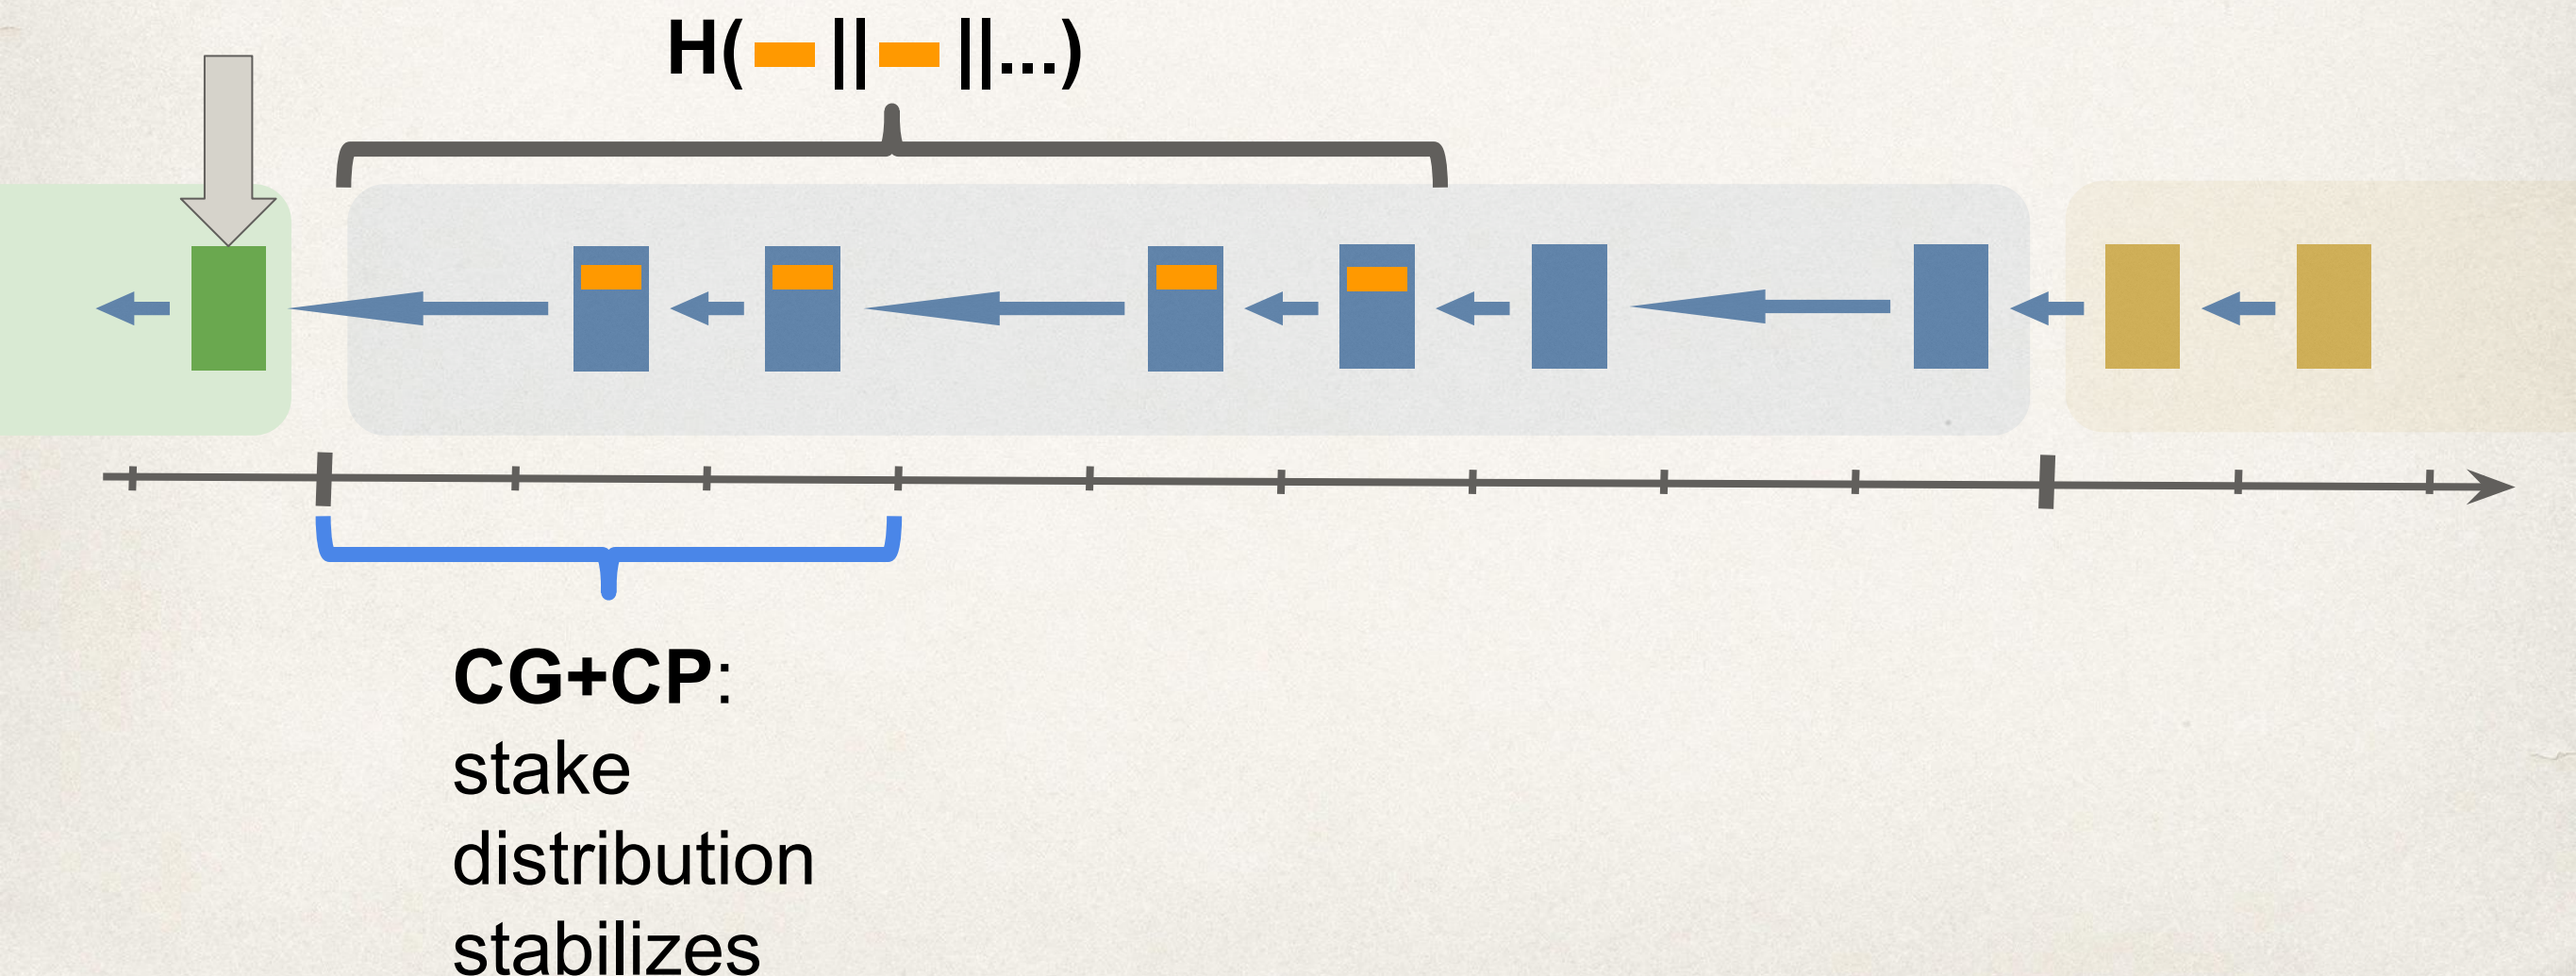 H( || ||...)
CG+CP:
stake
distribution
stabilizes